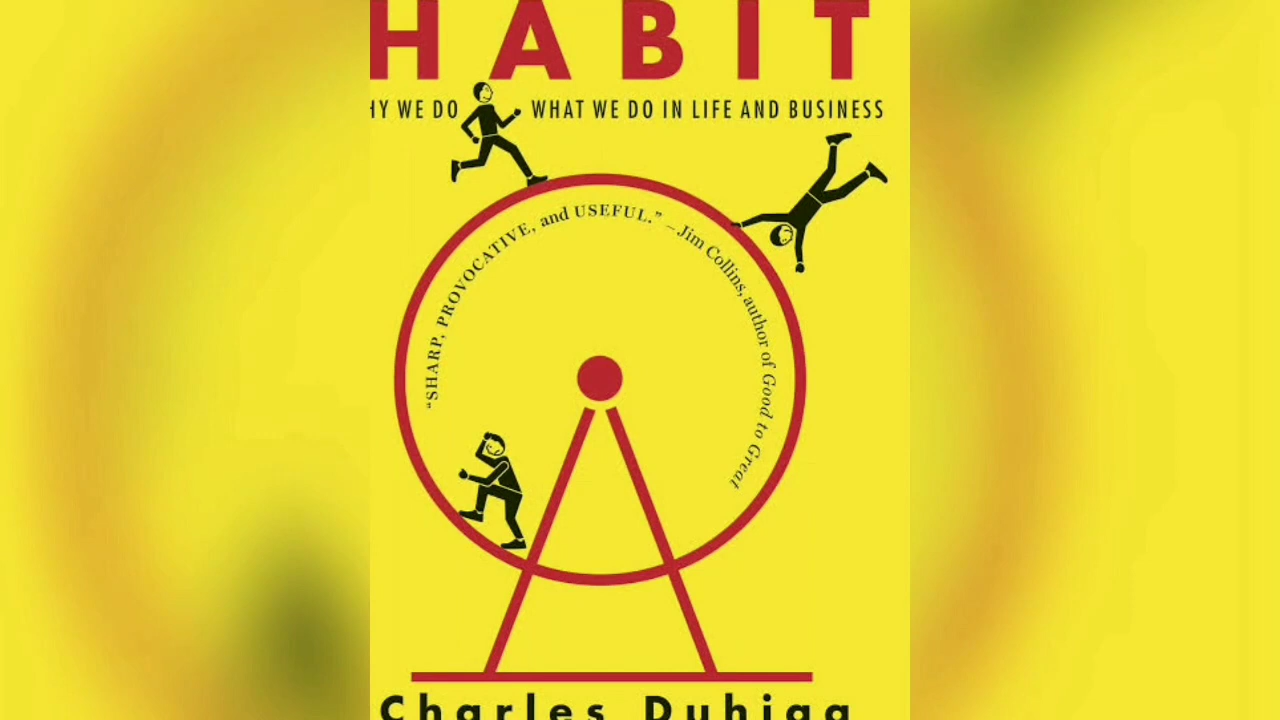 HABIT
HY WE DO WHAT WE DO IN LIFE AND BUSINESS
“SHARP, PROVOCATIVE, and USEFUL.” – Jim Collins, author of Good to Great
Charles Duhigg